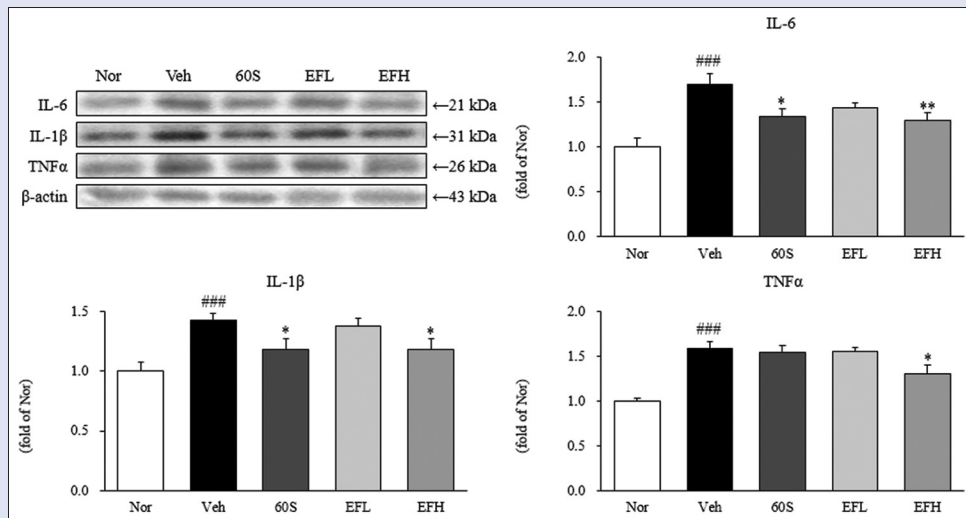 Nor Veh 60S EFL EFH
IL-6 ←21 kDa
IL-1β ←31 kDa
TNFα ←26 kDa
β-actin ←43 kDa
IL-6
(fold of Nor)
2.0
1.5
1.0
0.5
0.0
###
*
**
Nor Veh 60S EFL EFH
IL-1β
(fold of Nor)
1.5
1.0
0.5
0.0
###
*
*
Nor Veh 60S EFL EFH
TNFα
(fold of Nor)
2.0
1.5
1.0
0.5
0.0
###
*
Nor Veh 60S EFL EFH